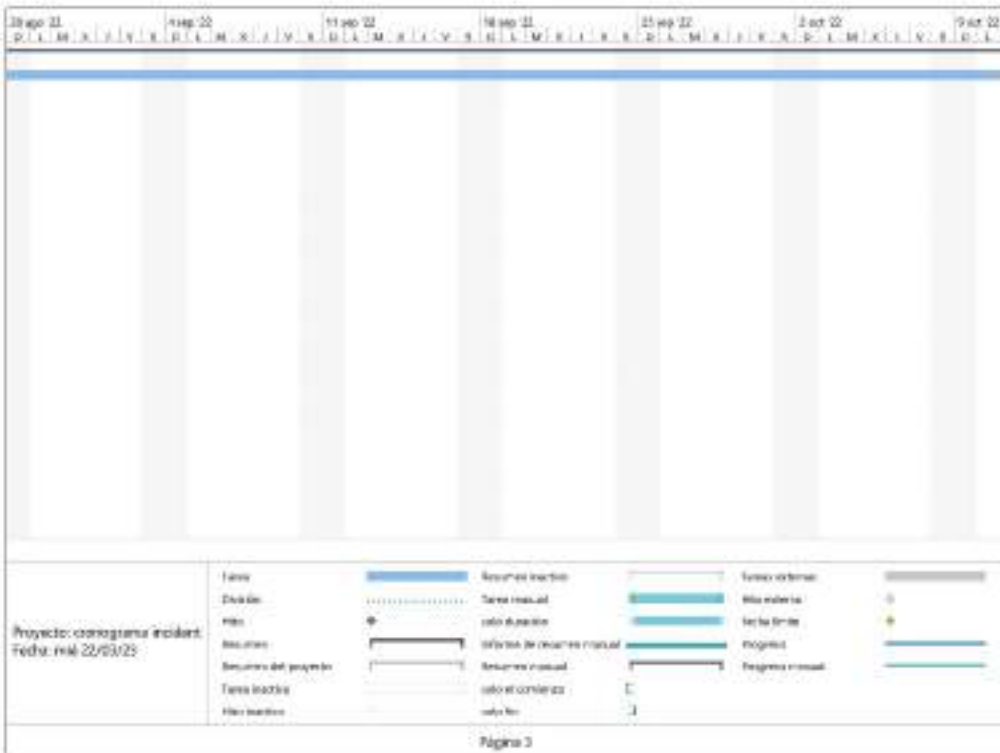 28 ago 22 4 sep 22 11 sep 22 18 sep 22 25 sep 22 2 oct 22 9 oct 22
D L M X J V S D L M X J V S D L M X J V S D L M X J V S D L M X J V S D L M X J V S D L
Tarea Resumen inactivo Tareas externas
División Tarea manual Hito externo
Hito solo duración Fecha límite
Proyecto: cronograma incident
Fecha: mié 22/03/23
Resumen Informe de resumen manual Progreso
Resumen del proyecto Resumen manual Progreso manual
Tarea inactiva solo el comienzo
Hito inactivo solo fin
Página 3